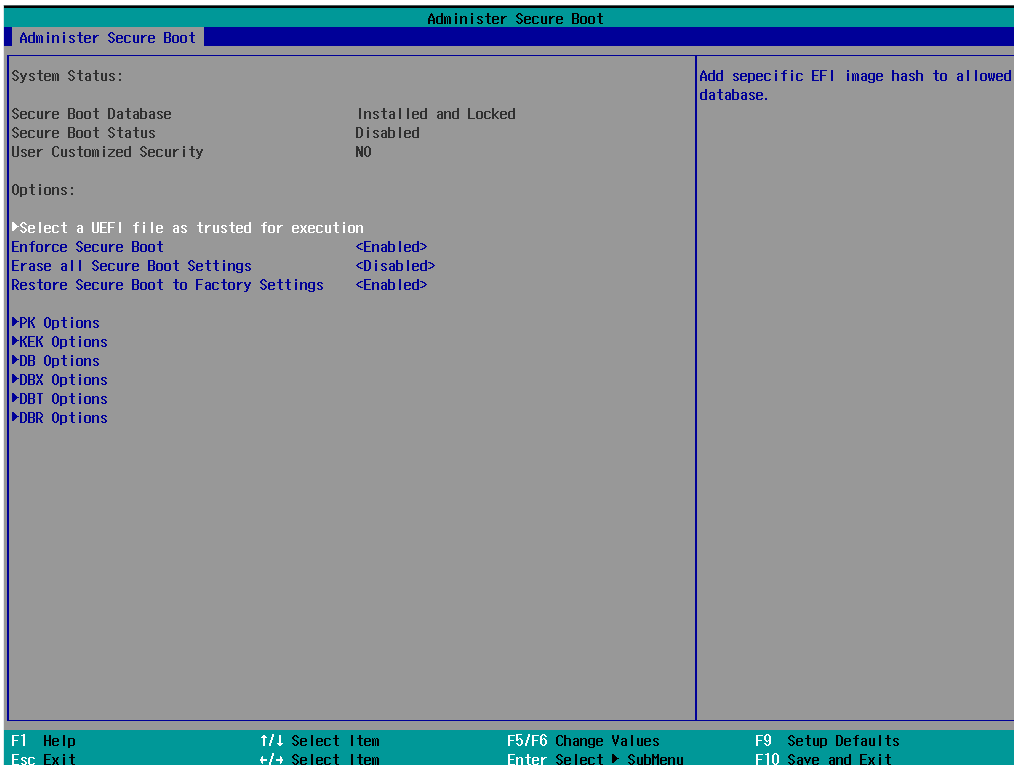 Administer Secure Boot
Administer Secure Boot
System Status:
Secure Boot Database Installed and Locked
Secure Boot Status Disabled
User Customized Security NO
Options:
▶Select a UEFI file as trusted for execution
Enforce Secure Boot <Enabled>
Erase all Secure Boot Settings <Disabled>
Restore Secure Boot to Factory Settings <Enabled>
▶PK Options
▶KEK Options
▶DB Options
▶DBX Options
▶DBT Options
▶DBR Options
Add sepecific EFI image hash to allowed
database.
F1 Help ↑/↓ Select Item F5/F6 Change Values F9 Setup Defaults
Esc Exit ←/→ Select Item Enter Select ▶ SubMenu F10 Save and Exit